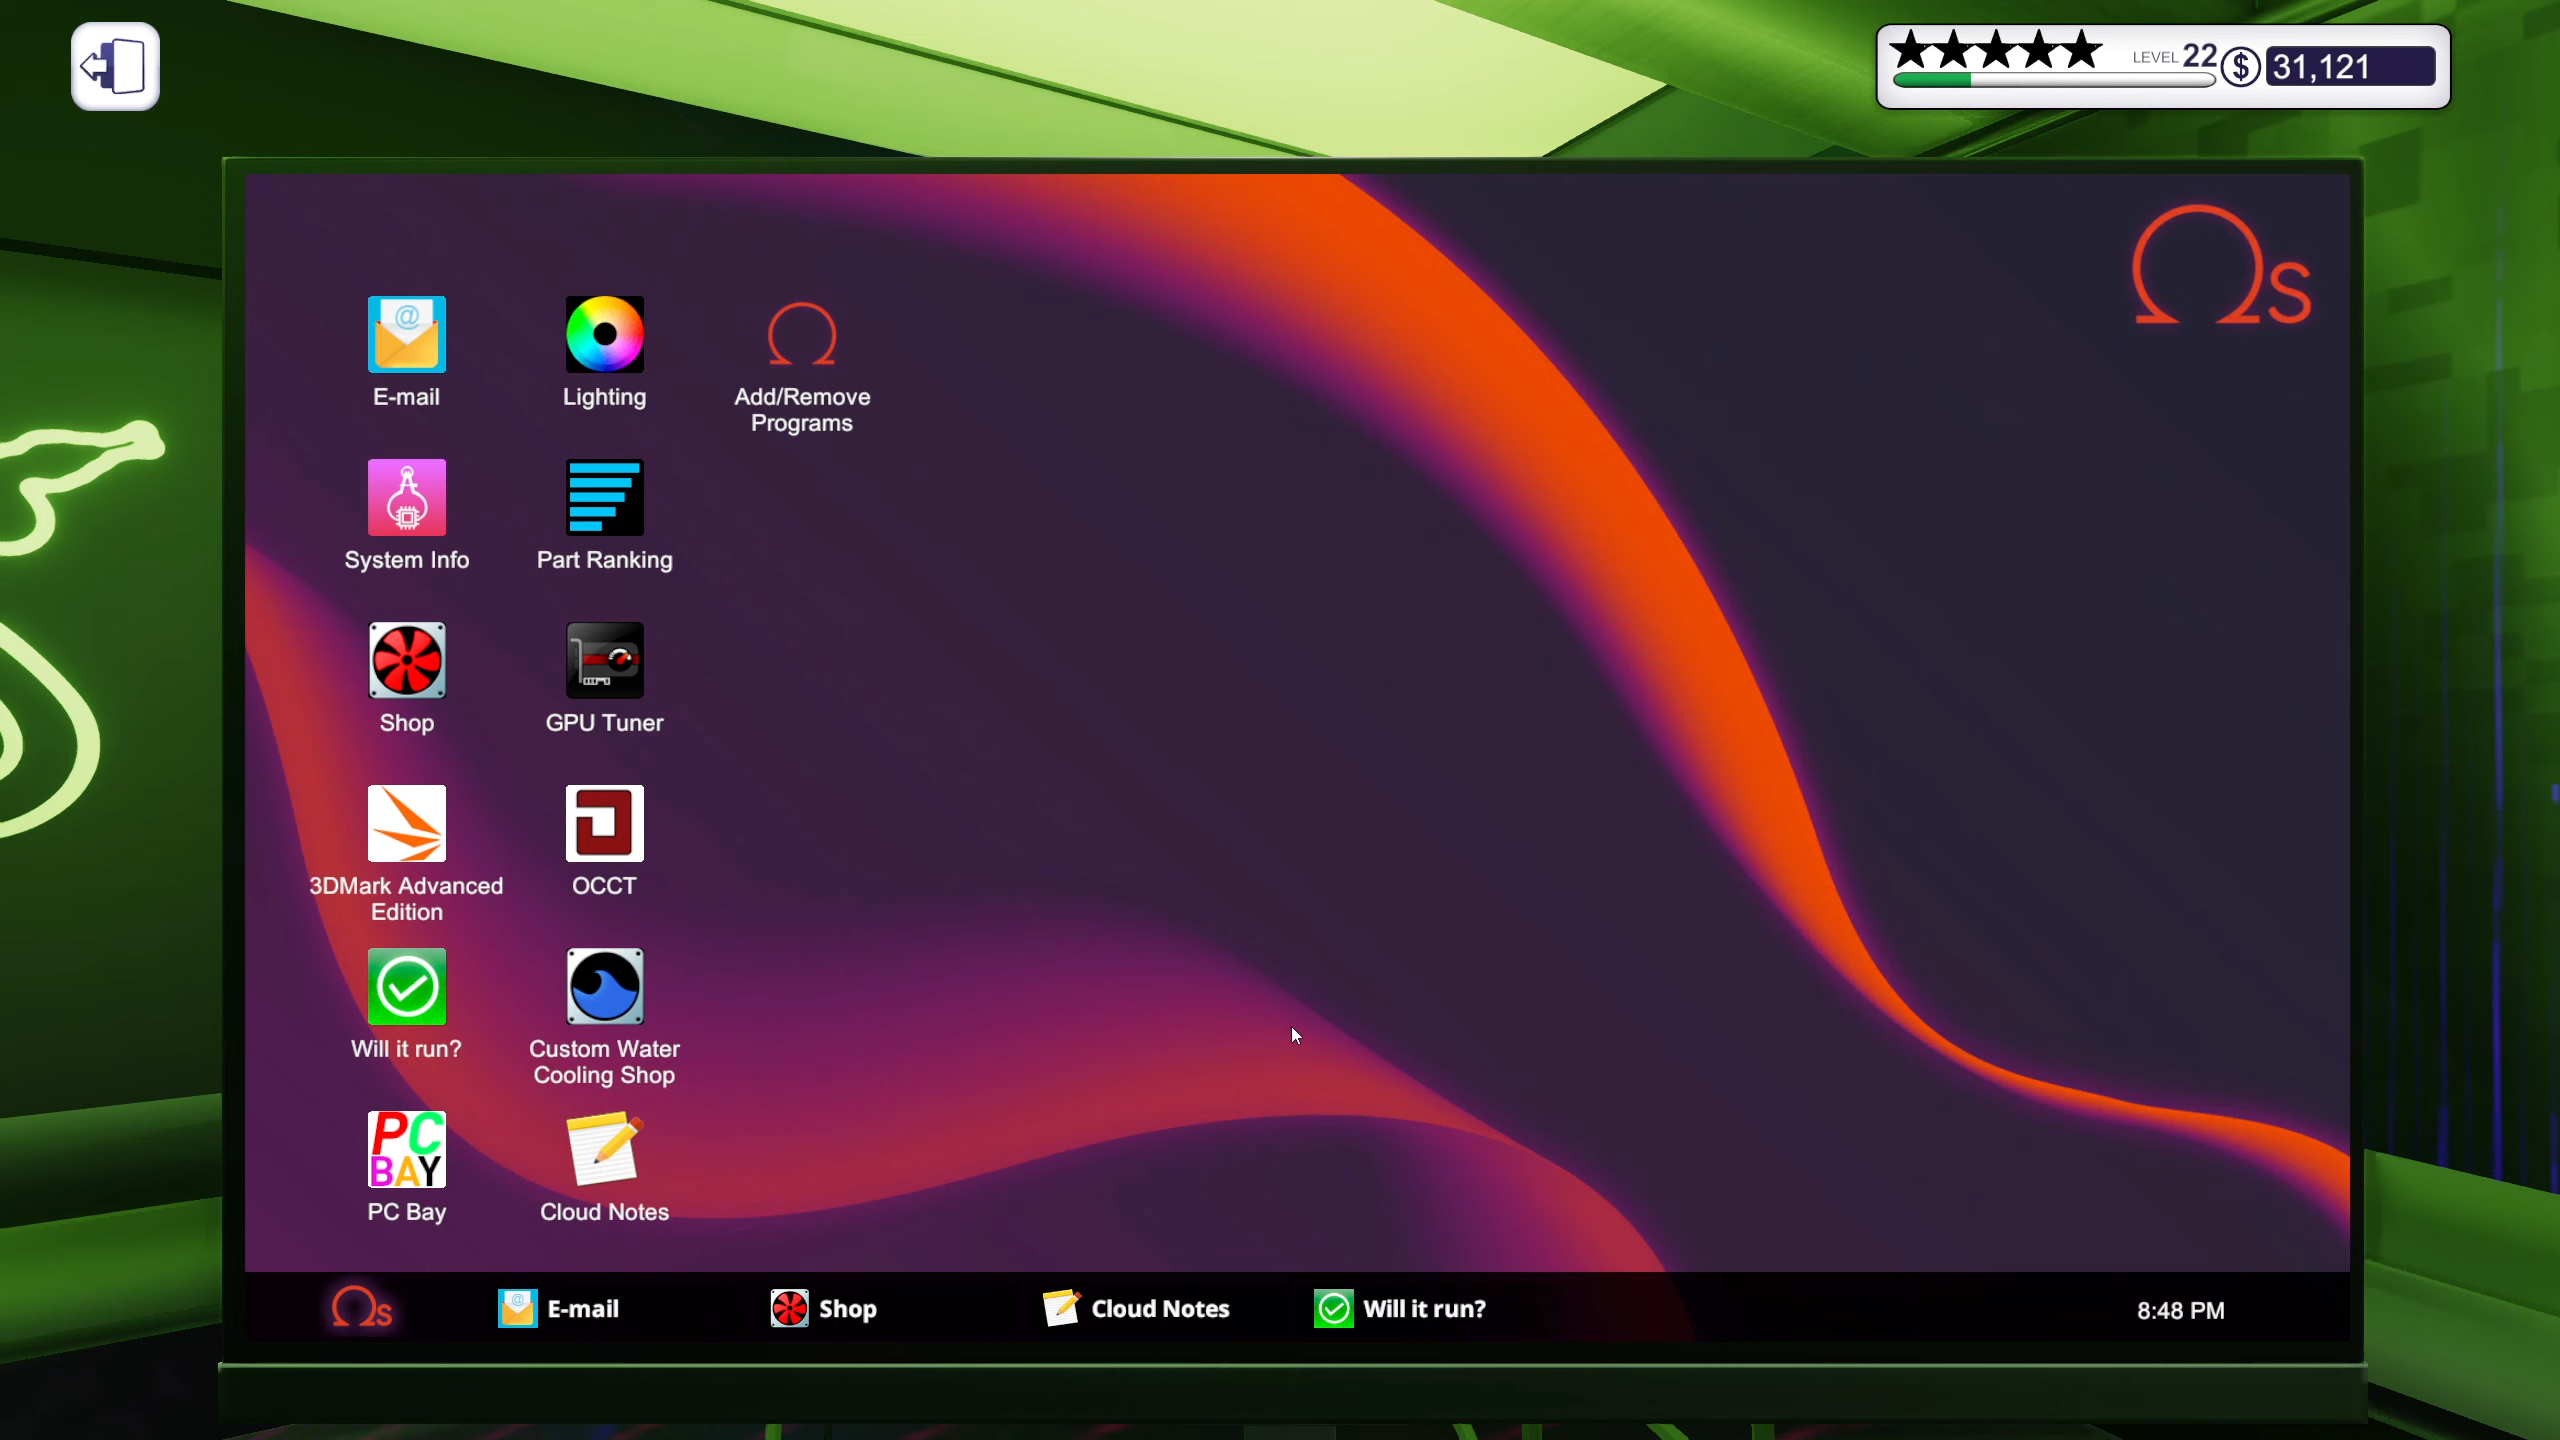 LEVEL 22 $ 31,121
Ωs
E-mail
Lighting
Add/Remove
Programs
System Info
Part Ranking
Shop
GPU Tuner
3DMark Advanced
Edition
OCCT
Will it run?
Custom Water
Cooling Shop
PC
BAY
PC Bay
Cloud Notes
Ωs E-mail Shop Cloud Notes Will it run? 8:48 PM